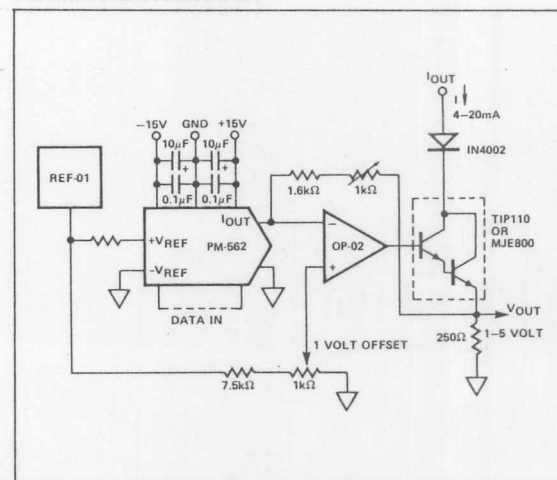 IOUT
4–20mA
–15V GND +15V
10µF 10µF
+ +
0.1µF 0.1µF
IN4002
REF-01
1.6kΩ 1kΩ
IOUT
+VREF
PM-562
–VREF
–
OP-02
+
TIP110
OR
MJE800
DATA IN
1 VOLT OFFSET
VOUT
1–5 VOLT
250Ω
7.5kΩ 1kΩ